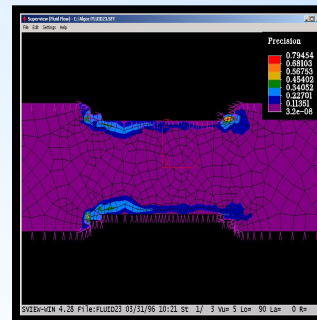 Superview (Fluid Flow) - C:/Algor/FLUID23.SFF
File Edit Settings Help
Precision
0.79454
0.68103
0.56753
0.45402
0.34052
0.22701
0.11351
3.2e-08
SVIEW-WIN 4.28 File:FLUID23 03/31/96 10:21 St 1/ 3 Vu= 5 Lo= 90 La= 0 R=